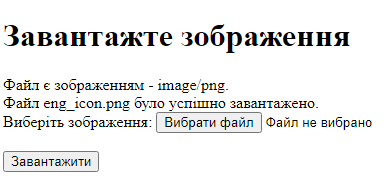 Завантажте зображення
Файл є зображенням - image/png.
Файл eng_icon.png було успішно завантажено.
Виберіть зображення: Вибрати файл Файл не вибрано
Завантажити